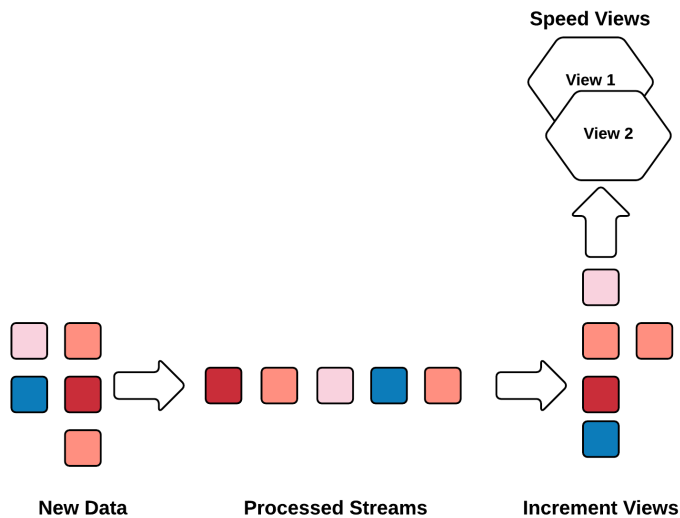 Speed Views
View 1
View 2
New Data
Processed Streams
Increment Views